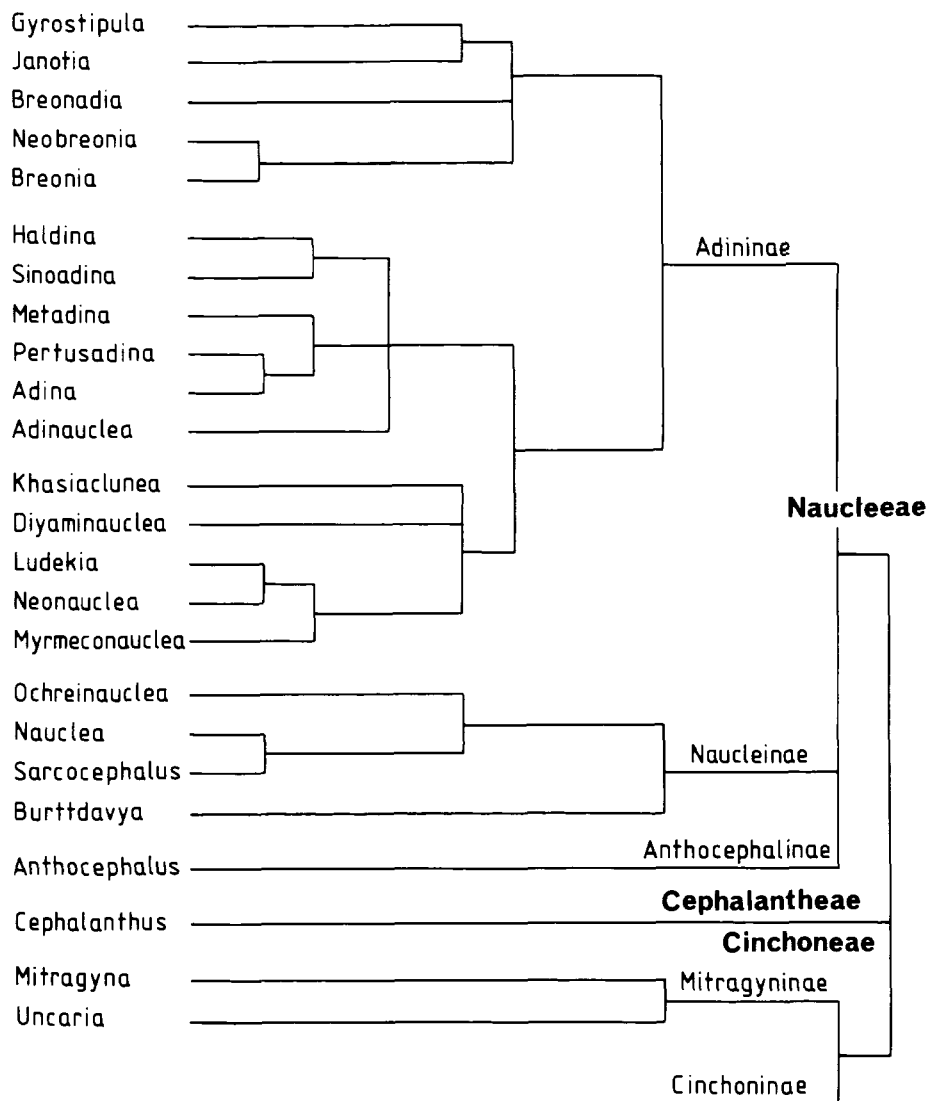 Gyrostipula
Janotia
Breonadia
Neobreonia
Breonia
Haldina
Adininae
Sinoadina
Metadina
Pertusadina
Adina
Adinauclea
Khasiaclunea
Naucleeae
Diyaminauclea
Ludekia
Neonauclea
Myrmeconauclea
Ochreinauclea
Nauclea
Naucleinae
Sarcocephalus
Burttdavya
Anthocephalinae
Anthocephalus
Cephalantheae
Cephalanthus
Cinchoneae
Mitragyna
Mitragyninae
Uncaria
Cinchoninae